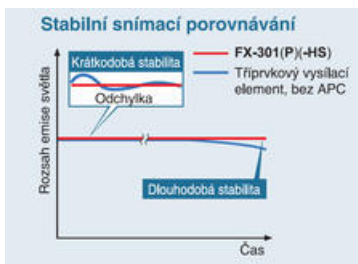 Stabilní snímací porovnávání
FX-301(P)(-HS)
Tříprvkový vysílací
element, bez APC
Krátkodobá stabilita
Odchylka
Rozsah emise světla
Dlouhodobá stabilita
Čas